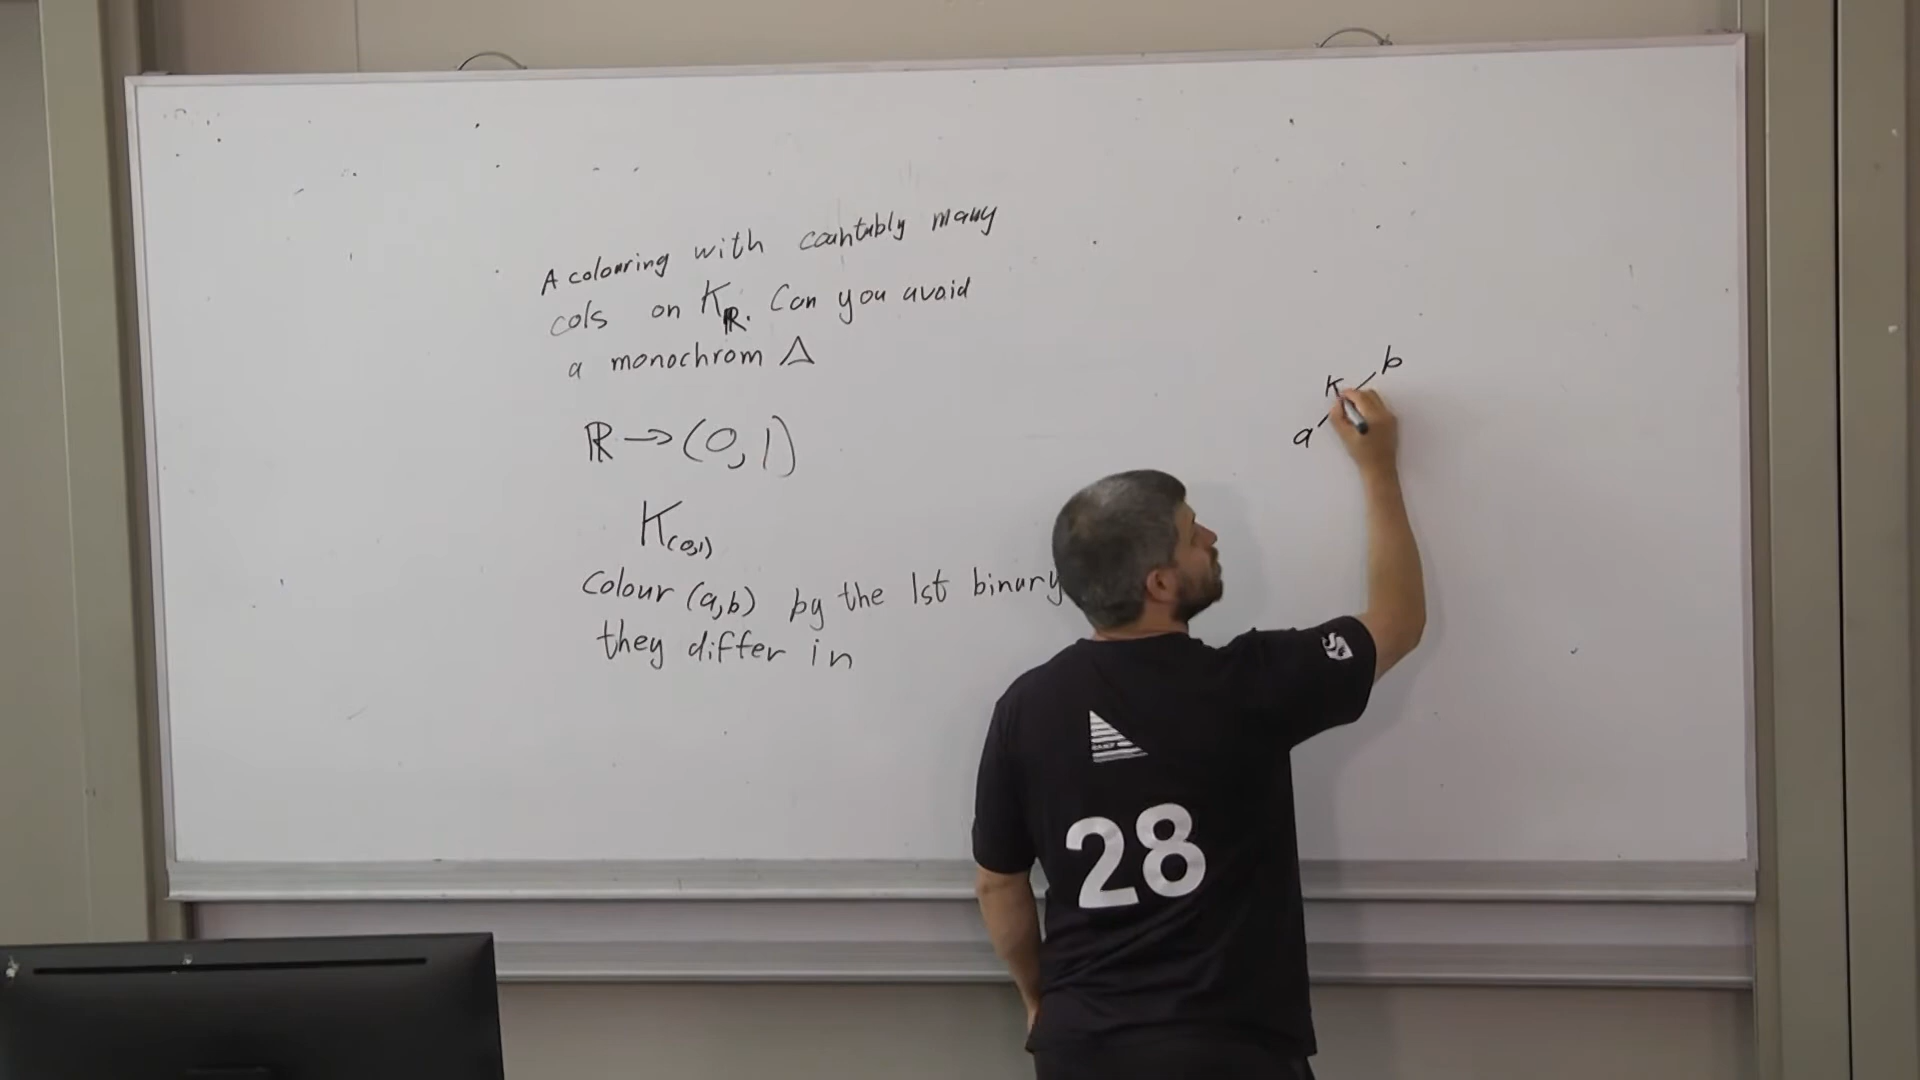 A colouring with countably many
cols on K_ℝ. Can you avoid
a monochrom △
ℝ → (0,1)
K_(0,1)
Colour (a,b) by the 1st binary
they differ in
b
K
a
28